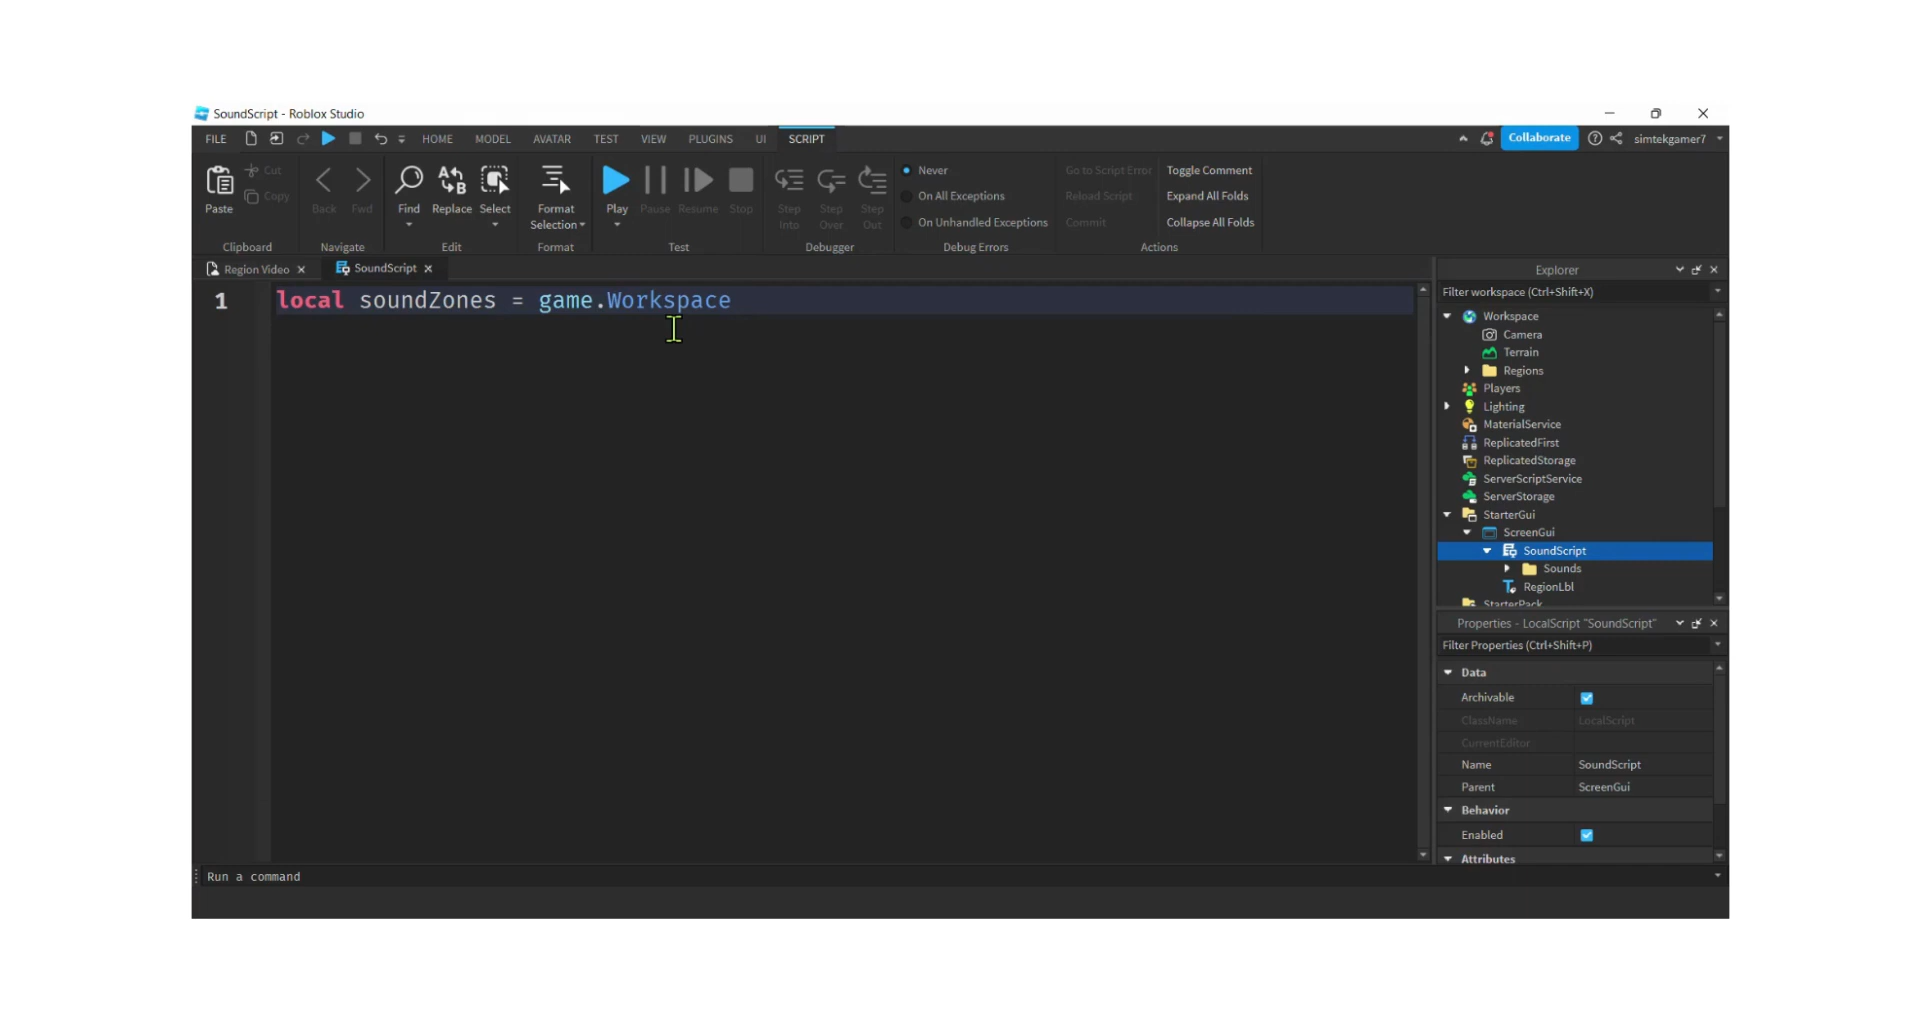 SoundScript - Roblox Studio
FILE HOME MODEL AVATAR TEST VIEW PLUGINS UI SCRIPT Collaborate simtekgamer7
Paste Cut Copy
Back Fwd
Find Replace Select
Format Selection
Play Pause Resume Stop
Step Into Step Over Step Out
Never
On All Exceptions
On Unhandled Exceptions
Go to Script Error
Reload Script
Commit
Toggle Comment
Expand All Folds
Collapse All Folds
Clipboard Navigate Edit Format Test Debugger Debug Errors Actions
Region Video SoundScript
1 local soundZones = game.Workspace
Explorer
Filter workspace (Ctrl+Shift+X)
Workspace
Camera
Terrain
Regions
Players
Lighting
MaterialService
ReplicatedFirst
ReplicatedStorage
ServerScriptService
ServerStorage
StarterGui
ScreenGui
SoundScript
Sounds
RegionLbl
StarterPack
Properties - LocalScript "SoundScript"
Filter Properties (Ctrl+Shift+P)
Data
Archivable
ClassName LocalScript
CurrentEditor
Name SoundScript
Parent ScreenGui
Behavior
Enabled
Attributes
Run a command